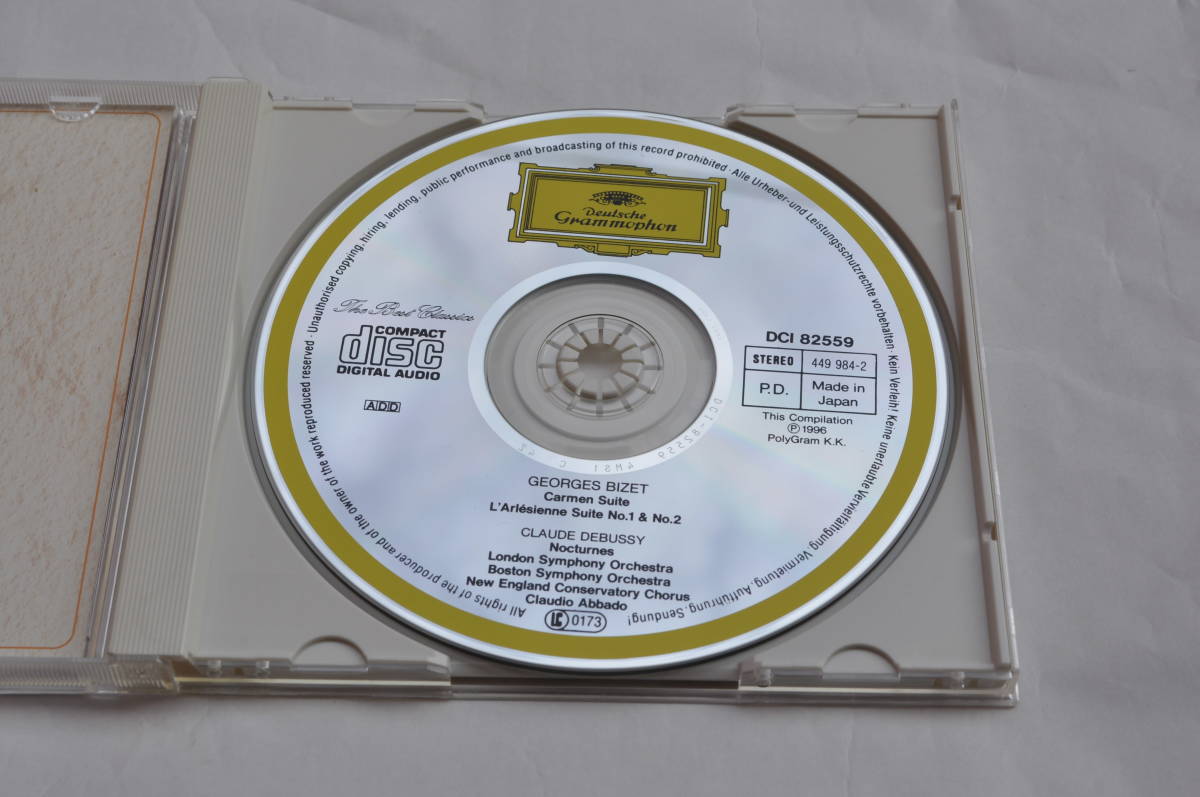 All rights of the producer and of the owner of the work reproduced reserved · Unauthorised copying, hiring, lending, public performance and broadcasting of this record prohibited · Alle Urheber- und Leistungsschutzrechte vorbehalten · Kein Verleih! Keine unerlaubte Vervielfältigung, Vermietung, Aufführung, Sendung!
Deutsche
Grammophon
The Best Classics
COMPACT
disc
DIGITAL AUDIO
ADD
DCI 82559
STEREO 449 984-2
P.D. Made in
Japan
This Compilation
Ⓟ 1996
PolyGram K.K.
DCI-82559 4MS1 C
GEORGES BIZET
Carmen Suite
L'Arlésienne Suite No.1 & No.2
CLAUDE DEBUSSY
Nocturnes
London Symphony Orchestra
Boston Symphony Orchestra
New England Conservatory Chorus
Claudio Abbado
LC 0173